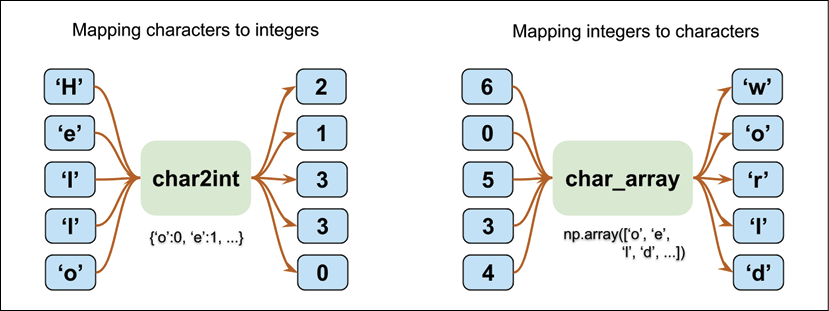 Mapping characters to integers
‘H’
‘e’
‘l’
‘l’
‘o’
char2int
{‘o’:0, ‘e’:1, ...}
2
1
3
3
0
Mapping integers to characters
6
0
5
3
4
char_array
np.array([‘o’, ‘e’,
‘l’, ‘d’, ...])
‘w’
‘o’
‘r’
‘l’
‘d’